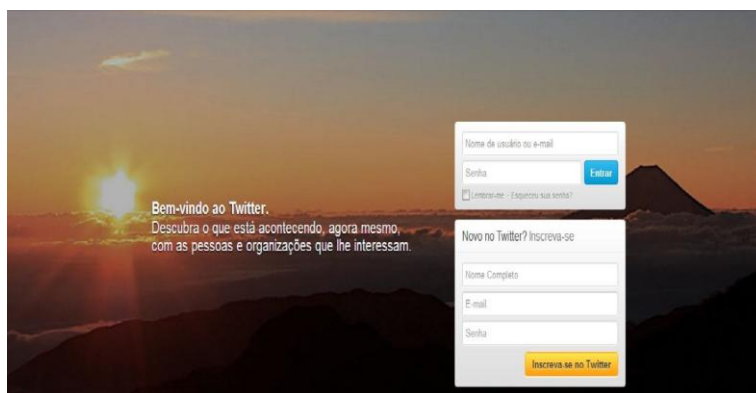 Bem-vindo ao Twitter.
Descubra o que está acontecendo, agora mesmo,
com as pessoas e organizações que lhe interessam.
Nome de usuário ou e-mail
Senha
Entrar
Lembrar-me - Esqueceu sua senha?
Novo no Twitter? Inscreva-se
Nome Completo
E-mail
Senha
Inscreva-se no Twitter